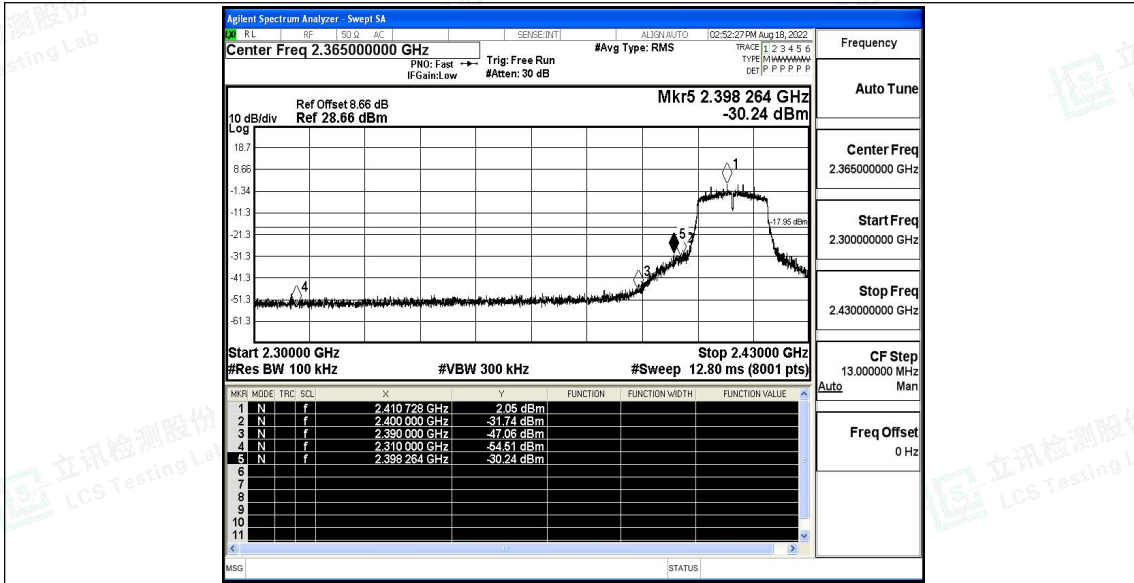 Agilent Spectrum Analyzer - Swept SA
LXI RL RF 50 Ω AC SENSE:INT ALIGN AUTO 02:52:27 PM Aug 18, 2022
Center Freq 2.365000000 GHz
PNO: Fast
IFGain:Low
Trig: Free Run
#Atten: 30 dB
#Avg Type: RMS
TRACE 1 2 3 4 5 6
TYPE M W W W W W
DET P P P P P P
Mkr5 2.398 264 GHz
-30.24 dBm
Ref Offset 8.66 dB
10 dB/div Ref 28.66 dBm
Log
18.7
8.66
-1.34
-11.3
-21.3
-31.3
-41.3
-51.3
-61.3
1
-17.95 dBm
5
2
3
4
Start 2.30000 GHz Stop 2.43000 GHz
#Res BW 100 kHz #VBW 300 kHz #Sweep 12.80 ms (8001 pts)
MKR MODE TRC SCL X Y FUNCTION FUNCTION WIDTH FUNCTION VALUE
1 N f 2.410 728 GHz 2.05 dBm
2 N f 2.400 000 GHz -31.74 dBm
3 N f 2.390 000 GHz -47.06 dBm
4 N f 2.310 000 GHz -54.51 dBm
5 N f 2.398 264 GHz -30.24 dBm
6
7
8
9
10
11
MSG STATUS
Frequency
Auto Tune
Center Freq
2.365000000 GHz
Start Freq
2.300000000 GHz
Stop Freq
2.430000000 GHz
CF Step
13.000000 MHz
Auto Man
Freq Offset
0 Hz
立讯检测股份
LCS Testing Lab